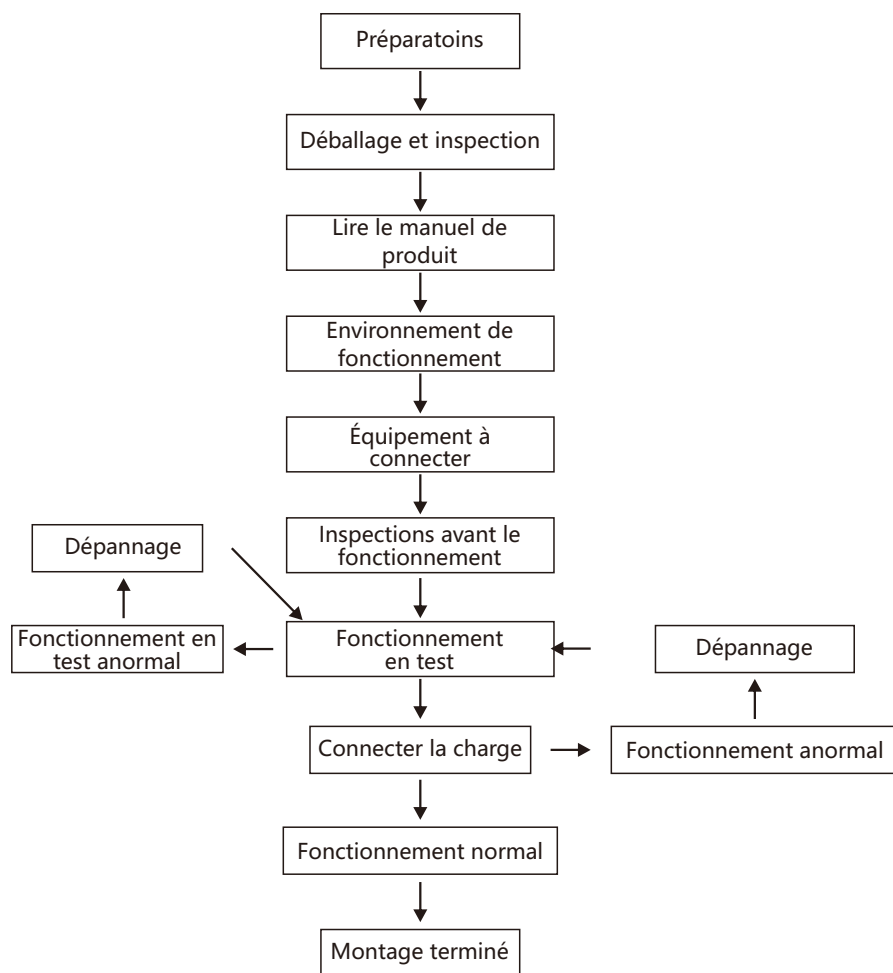 Préparatoins
Déballage et inspection
Lire le manuel de
produit
Environnement de
fonctionnement
Équipement à
connecter
Inspections avant le
fonctionnement
Dépannage
Fonctionnement en
test anormal
Fonctionnement
en test
Dépannage
Connecter la charge
Fonctionnement anormal
Fonctionnement normal
Montage terminé